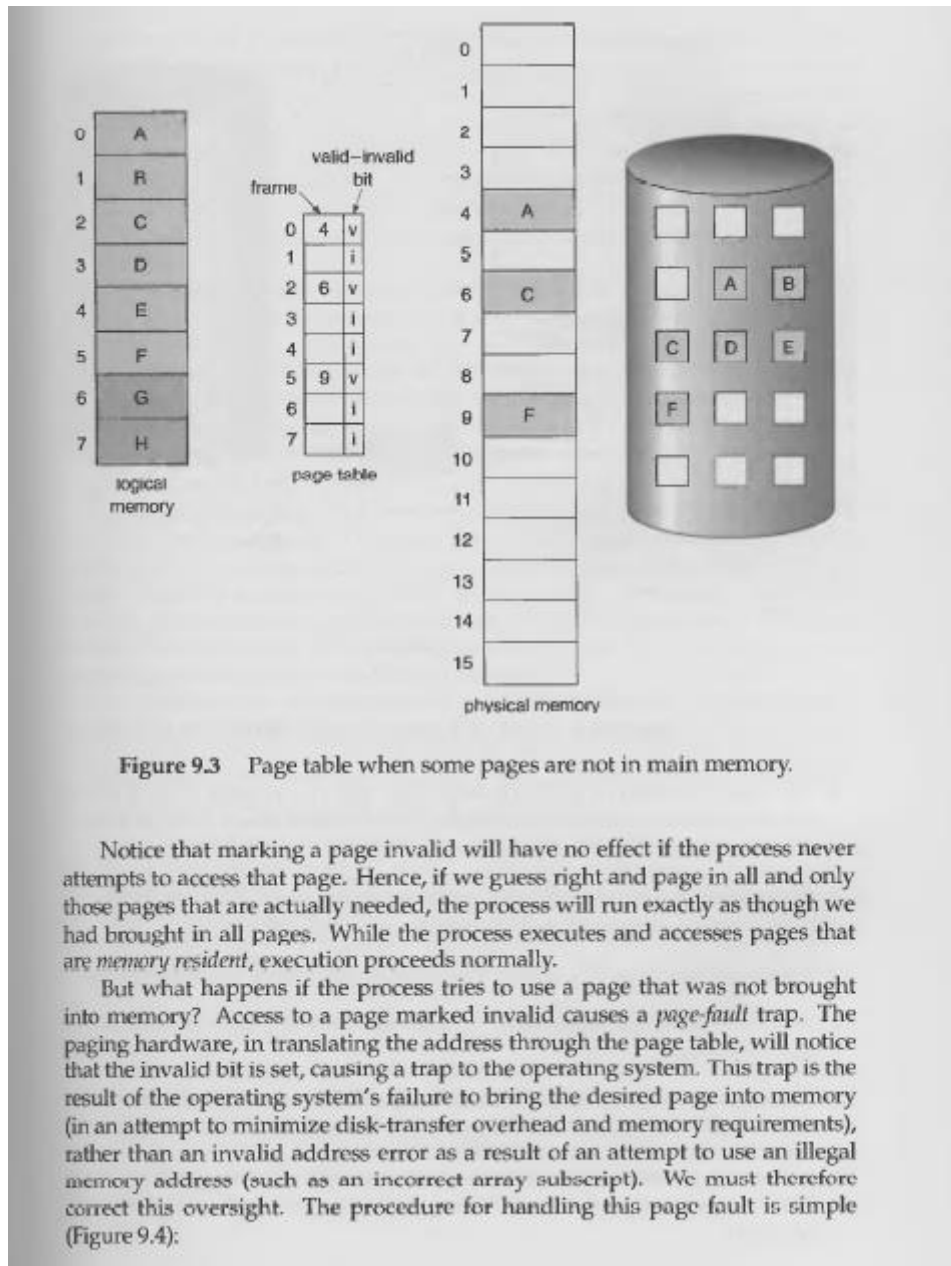 0 A
1 R
2 C
3 D
4 E
5 F
6 G
7 H
logical
memory
valid–invalid
frame bit
0 4 v
1 i
2 6 v
3 i
4 i
5 9 v
6 i
7 i
page table
0
1
2
3
4 A
5
6 C
7
8
9 F
10
11
12
13
14
15
physical memory
A B
C D E
F
Figure 9.3 Page table when some pages are not in main memory.
Notice that marking a page invalid will have no effect if the process never
attempts to access that page. Hence, if we guess right and page in all and only
those pages that are actually needed, the process will run exactly as though we
had brought in all pages. While the process executes and accesses pages that
are memory resident, execution proceeds normally.
But what happens if the process tries to use a page that was not brought
into memory? Access to a page marked invalid causes a page-fault trap. The
paging hardware, in translating the address through the page table, will notice
that the invalid bit is set, causing a trap to the operating system. This trap is the
result of the operating system's failure to bring the desired page into memory
(in an attempt to minimize disk-transfer overhead and memory requirements),
rather than an invalid address error as a result of an attempt to use an illegal
memory address (such as an incorrect array subscript). We must therefore
correct this oversight. The procedure for handling this page fault is simple
(Figure 9.4):